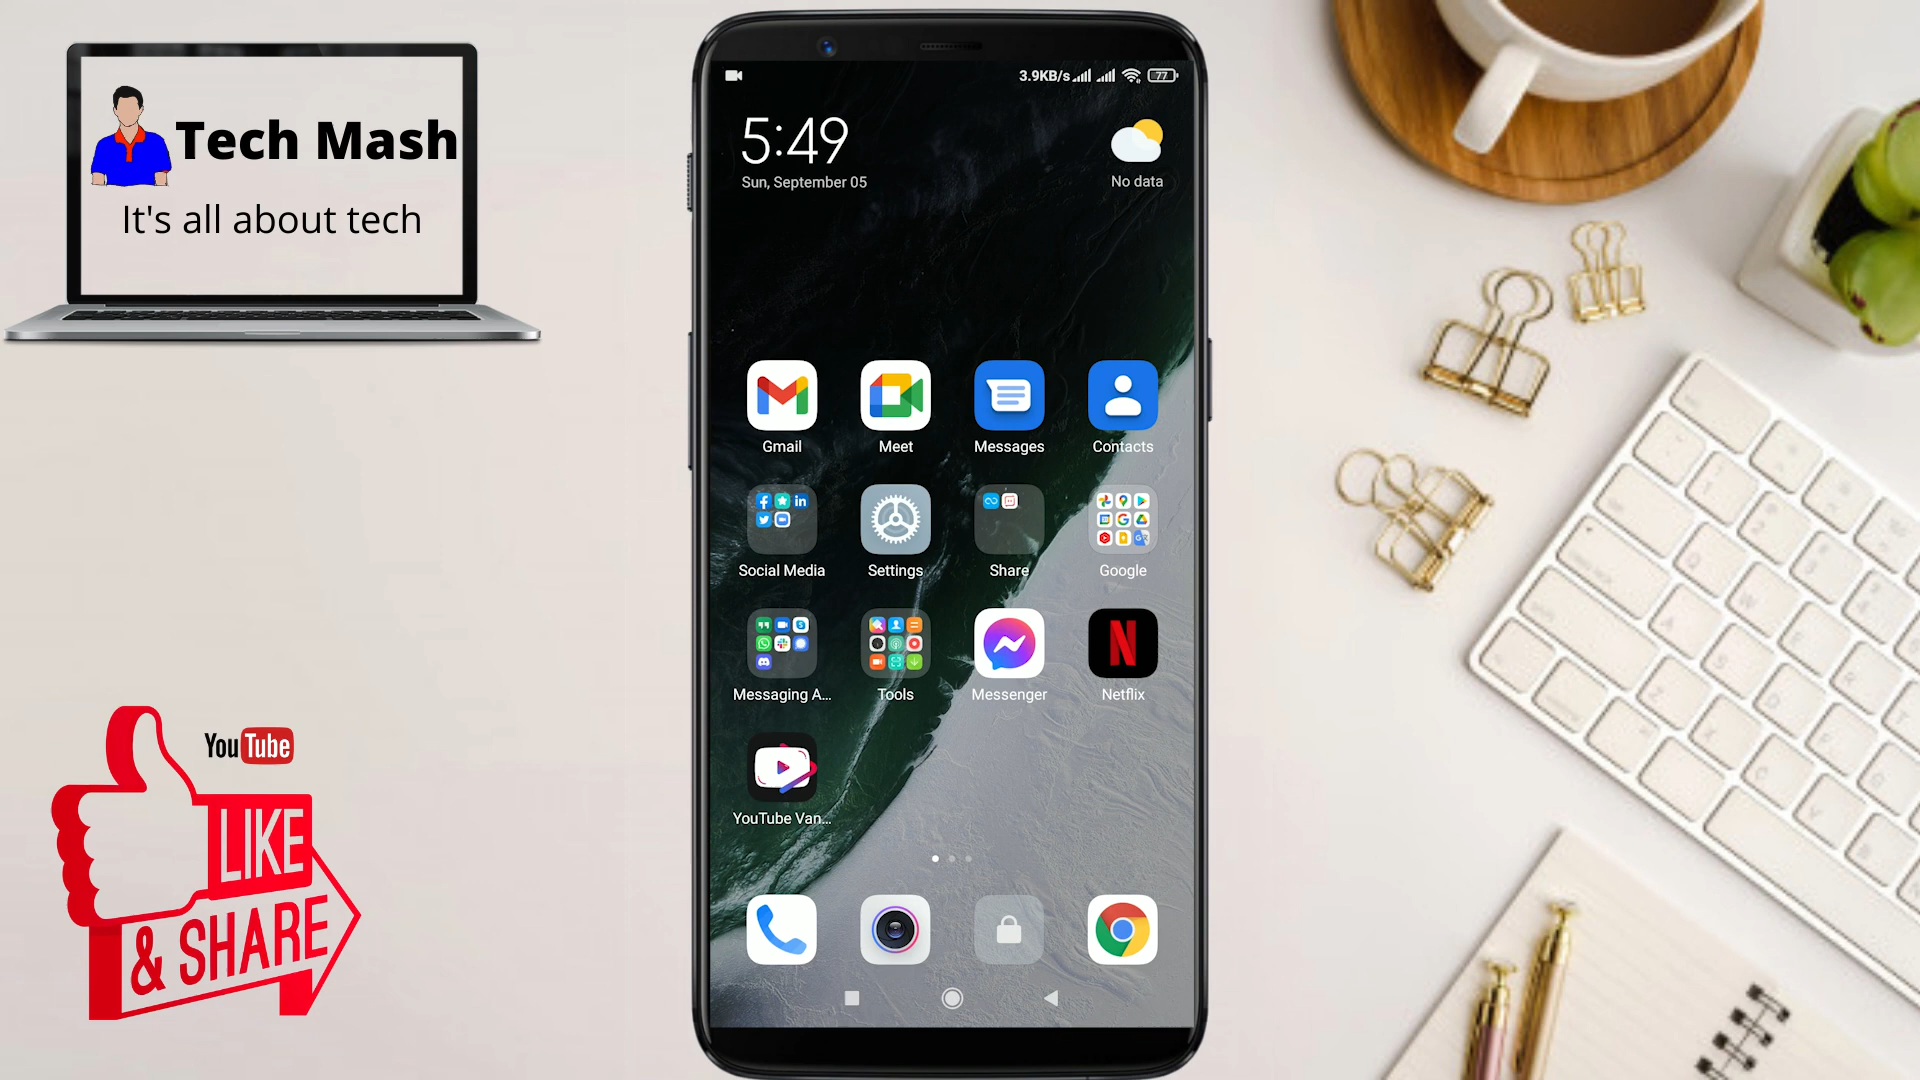 Tech Mash
It's all about tech
YouTube
LIKE
& SHARE
3.9KB/s
77
5:49
Sun, September 05
No data
Gmail
Meet
Messages
Contacts
Social Media
Settings
Share
Google
Messaging A...
Tools
Messenger
Netflix
YouTube Van...